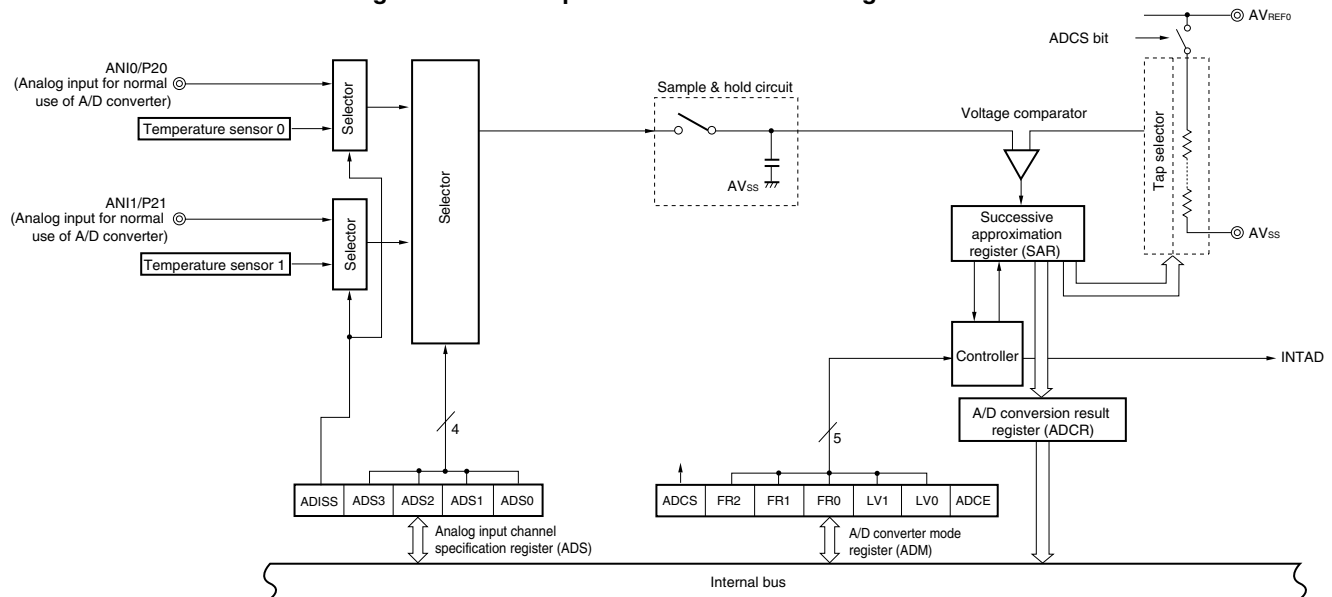 AVREF0
ADCS bit
ANI0/P20
(Analog input for normal
use of A/D converter)
Selector
Temperature sensor 0
Selector
Sample & hold circuit
AVSS
Voltage comparator
Tap selector
ANI1/P21
(Analog input for normal
use of A/D converter)
Selector
Temperature sensor 1
Successive
approximation
register (SAR)
AVSS
Controller
INTAD
A/D conversion result
register (ADCR)
4
5
ADISS ADS3 ADS2 ADS1 ADS0
ADCS FR2 FR1 FR0 LV1 LV0 ADCE
Analog input channel
specification register (ADS)
A/D converter mode
register (ADM)
Internal bus